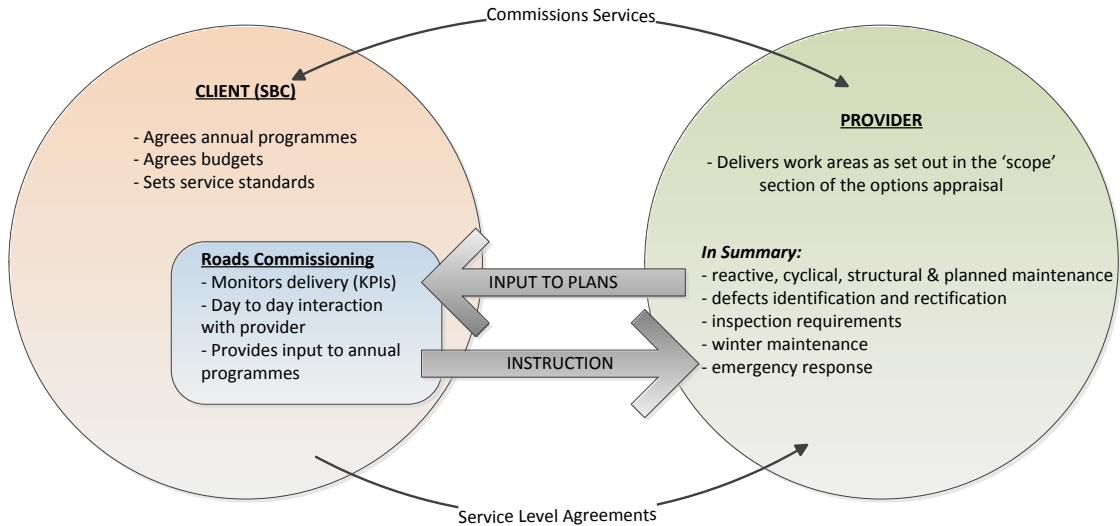 Commissions Services
CLIENT (SBC)
- Agrees annual programmes
- Agrees budgets
- Sets service standards
Roads Commissioning
- Monitors delivery (KPIs)
- Day to day interaction
with provider
- Provides input to annual
programmes
INPUT TO PLANS
INSTRUCTION
PROVIDER
- Delivers work areas as set out in the ‘scope’
section of the options appraisal
In Summary:
- reactive, cyclical, structural & planned maintenance
- defects identification and rectification
- inspection requirements
- winter maintenance
- emergency response
Service Level Agreements